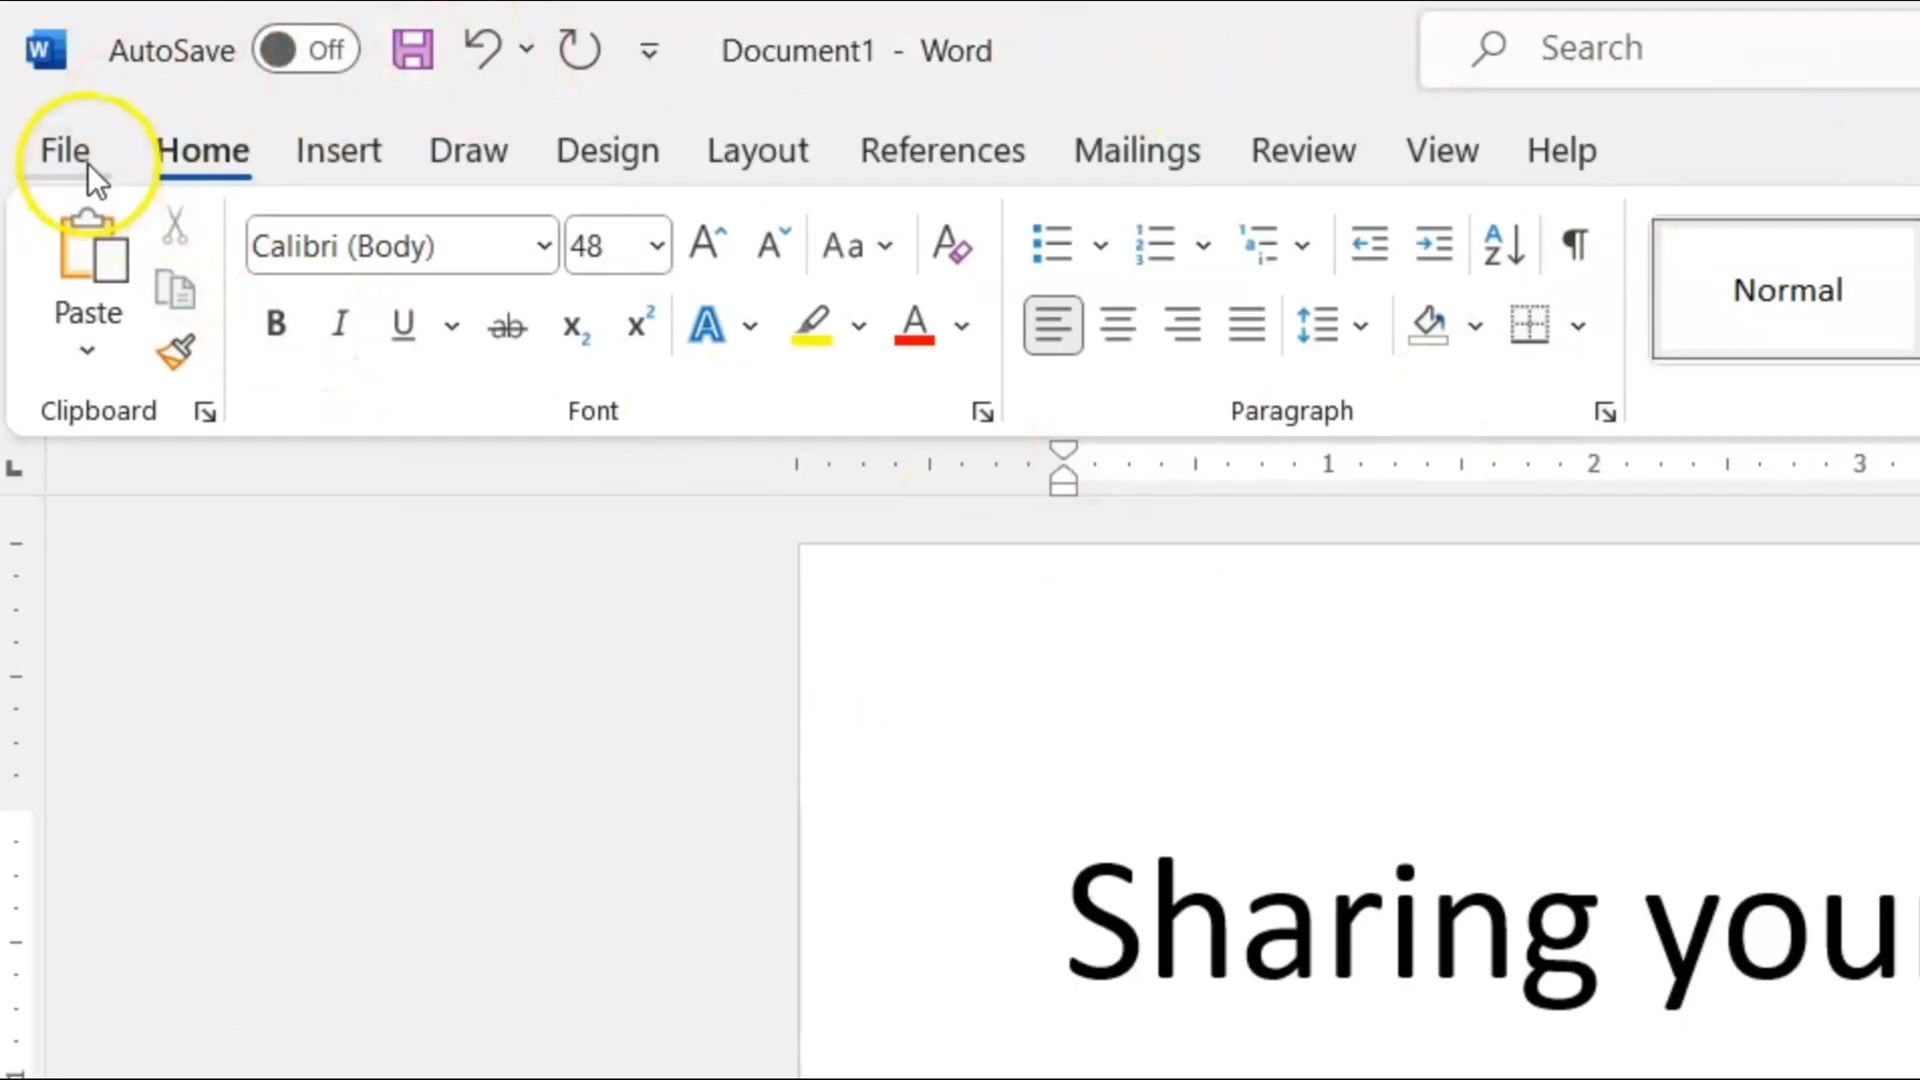 W AutoSave Off Document1 - Word Search
File Home Insert Draw Design Layout References Mailings Review View Help
Calibri (Body) 48 Aa Normal
Paste
Clipboard Font Paragraph
1 2 3
Sharing your